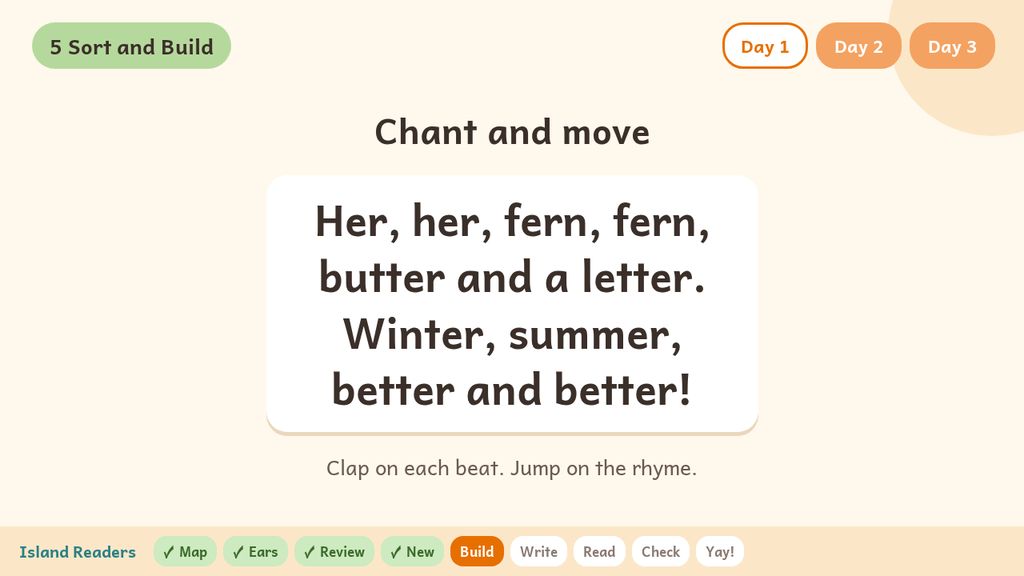 5 Sort and Build
Day 1 Day 2 Day 3
Chant and move
Her, her, fern, fern,
butter and a letter.
Winter, summer,
better and better!
Clap on each beat. Jump on the rhyme.
Island Readers ✓ Map ✓ Ears ✓ Review ✓ New Build Write Read Check Yay!